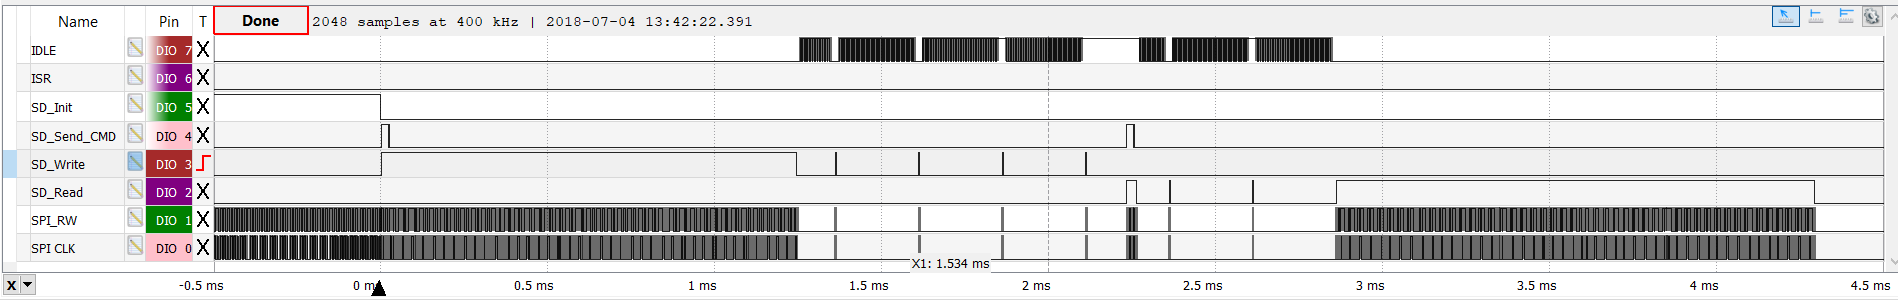 Name Pin T Done 2048 samples at 400 kHz | 2018-07-04 13:42:22.391
IDLE DIO 7 X
ISR DIO 6 X
SD_Init DIO 5 X
SD_Send_CMD DIO 4 X
SD_Write DIO 3
SD_Read DIO 2 X
SPI_RW DIO 1 X
SPI CLK DIO 0 X
X1: 1.534 ms
X -0.5 ms 0 ms 0.5 ms 1 ms 1.5 ms 2 ms 2.5 ms 3 ms 3.5 ms 4 ms 4.5 ms